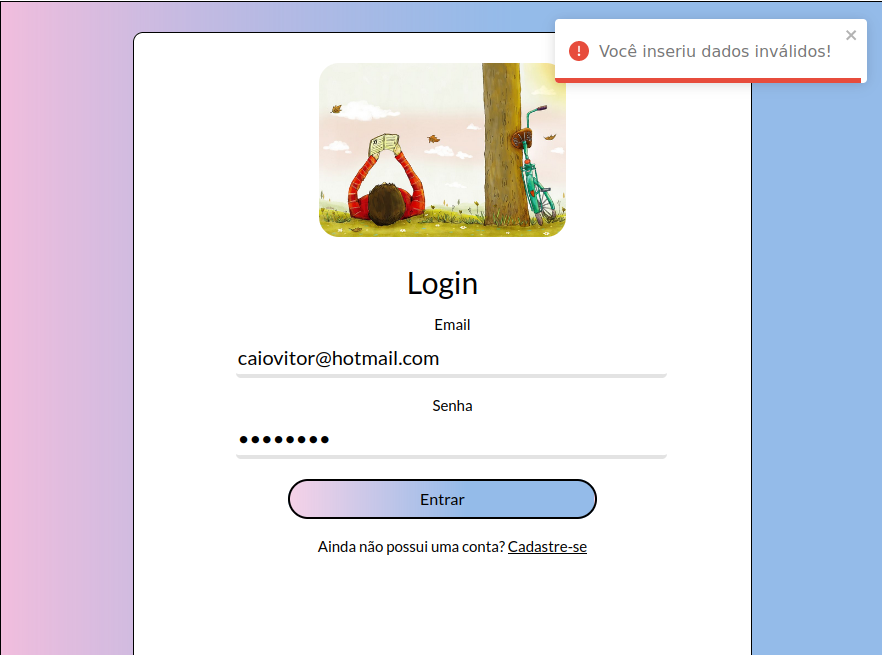 Você inseriu dados inválidos!
Login
Email
caiovitor@hotmail.com
Senha
••••••••
Entrar
Ainda não possui uma conta? Cadastre-se